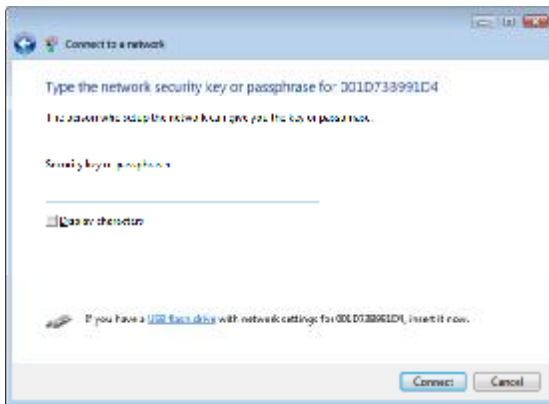 Connect to a network
Type the network security key or passphrase for 001D738991D4
The person who setup the network can give you the key or passphrase.
Security key or passphrase:
Display characters
If you have a USB flash drive with network settings for 001D738991D4, insert it now.
Connect
Cancel